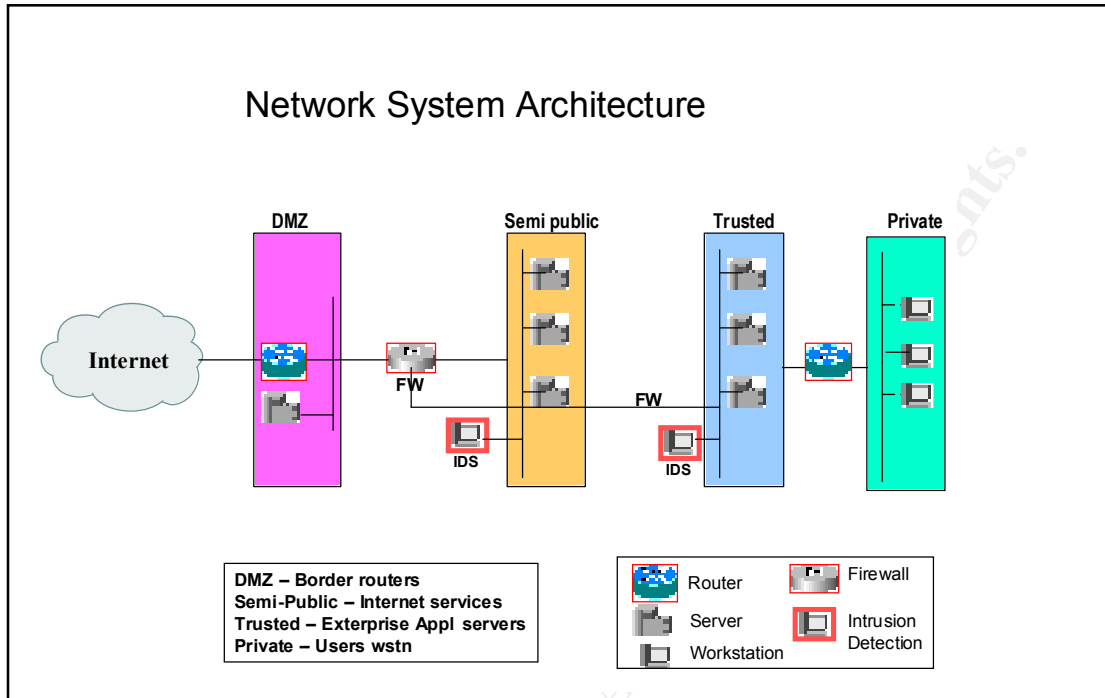 Network System Architecture
DMZ
Semi public
Trusted
Private
Internet
FW
FW
IDS
IDS
DMZ – Border routers
Semi-Public – Internet services
Trusted – Exterprise Appl servers
Private – Users wstn
Router
Firewall
Server
Intrusion
Detection
Workstation